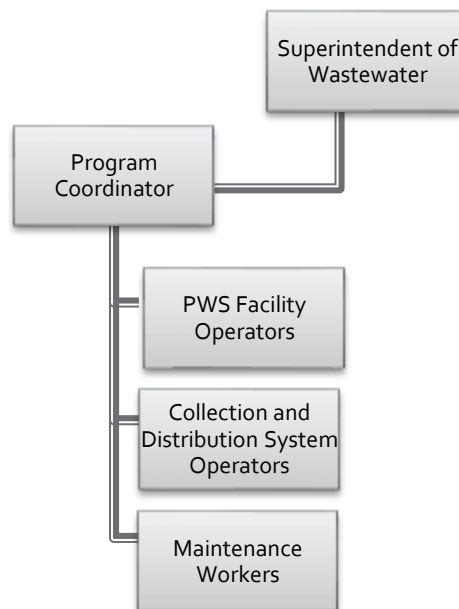 Superintendent of
Wastewater
Program
Coordinator
PWS Facility
Operators
Collection and
Distribution System
Operators
Maintenance
Workers